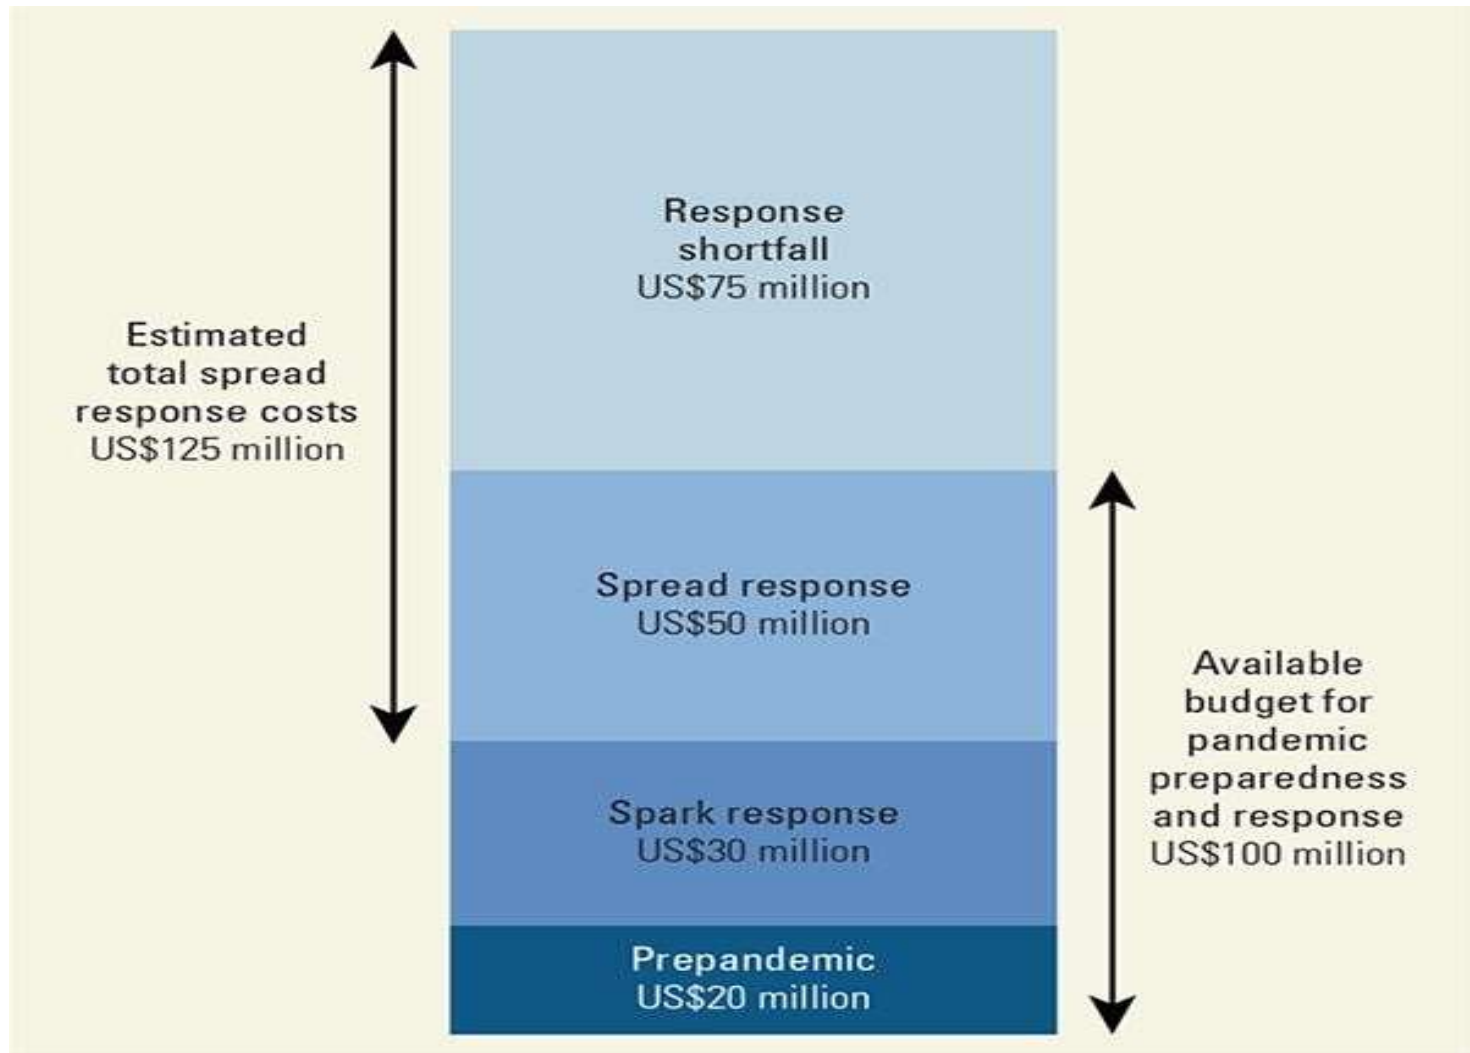 Response
shortfall
US$75 million
Estimated
total spread
response costs
US$125 million
Spread response
US$50 million
Available
budget for
pandemic
preparedness
and response
US$100 million
Spark response
US$30 million
Prepandemic
US$20 million